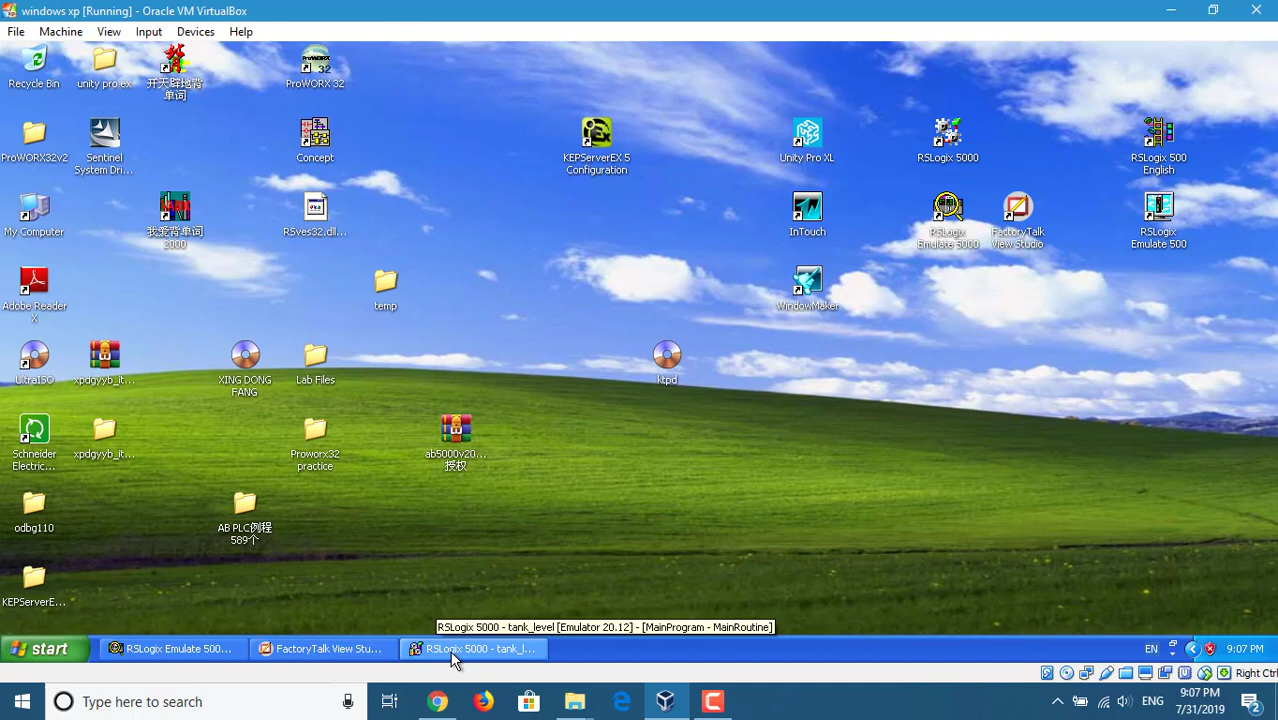 windows xp [Running] - Oracle VM VirtualBox
File Machine View Input Devices Help
Recycle Bin
unity pro ex
开天辟地背
单词
ProWORX 32
ProWORX32v2
Sentinel
System Dri...
Concept
KEPServerEX 5
Configuration
Unity Pro XL
RSLogix 5000
RSLogix 500
English
My Computer
我爱背单词
2000
RSves32.dll...
InTouch
RSLogix
Emulate 5000
FactoryTalk
View Studio
RSLogix
Emulate 500
Adobe Reader
X
temp
WindowMaker
UltraISO
xpdgyyb_it...
XING DONG
FANG
Lab Files
ktpd
Schneider
Electric...
xpdgyyb_it...
Proworx32
practice
ab5000v20...
授权
odbg110
AB PLC例程
589个
KEPServerE...
RSLogix 5000 - tank_level [Emulator 20.12] - [MainProgram - MainRoutine]
start
RSLogix Emulate 500...
FactoryTalk View Stu...
RSLogix 5000 - tank_l...
EN
9:07 PM
Right Ctrl
Type here to search
ENG
9:07 PM
7/31/2019
2